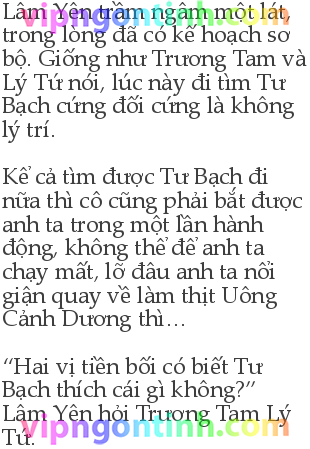 Lâm Yên trầm ngâm một lát,
trong lòng đã có kế hoạch sơ
bộ. Giống như Trương Tam và
Lý Tứ nói, lúc này đi tìm Tư
Bạch cứng đối cứng là không
lý trí.

Kể cả tìm được Tư Bạch đi
nữa thì cô cũng phải bắt được
anh ta trong một lần hành
động, không thể để anh ta
chạy mất, lỡ đâu anh ta nổi
giận quay về làm thịt Uông
Cảnh Dương thì…

“Hai vị tiền bối có biết Tư
Bạch thích cái gì không?”
Lâm Yên hỏi Trương Tam Lý
Tứ.
vipngontinh.com
vipngontinh.com